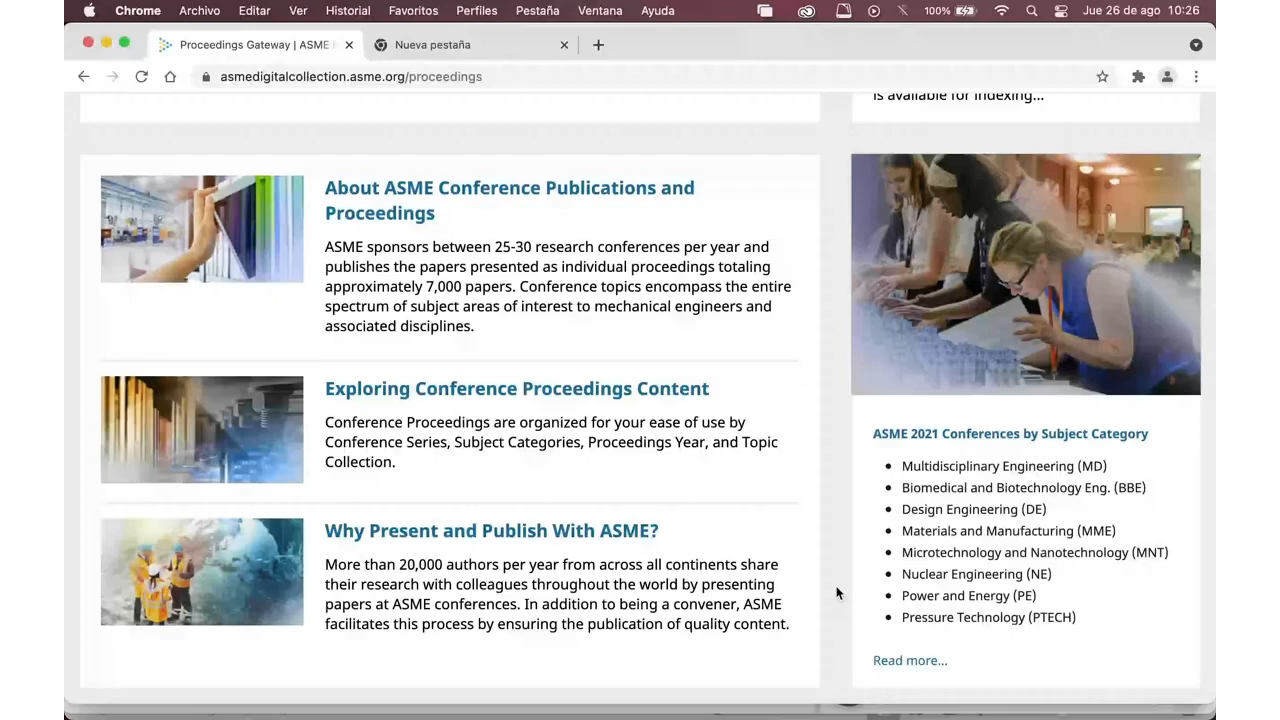 Chrome Archivo Editar Ver Historial Favoritos Perfiles Pestaña Ventana Ayuda 100% Jue 26 de ago 10:26
Proceedings Gateway | ASME Nueva pestaña
asmedigitalcollection.asme.org/proceedings
is available for indexing...
About ASME Conference Publications and
Proceedings
ASME sponsors between 25-30 research conferences per year and
publishes the papers presented as individual proceedings totaling
approximately 7,000 papers. Conference topics encompass the entire
spectrum of subject areas of interest to mechanical engineers and
associated disciplines.
Exploring Conference Proceedings Content
Conference Proceedings are organized for your ease of use by
Conference Series, Subject Categories, Proceedings Year, and Topic
Collection.
Why Present and Publish With ASME?
More than 20,000 authors per year from across all continents share
their research with colleagues throughout the world by presenting
papers at ASME conferences. In addition to being a convener, ASME
facilitates this process by ensuring the publication of quality content.
ASME 2021 Conferences by Subject Category
Multidisciplinary Engineering (MD)
Biomedical and Biotechnology Eng. (BBE)
Design Engineering (DE)
Materials and Manufacturing (MME)
Microtechnology and Nanotechnology (MNT)
Nuclear Engineering (NE)
Power and Energy (PE)
Pressure Technology (PTECH)
Read more...